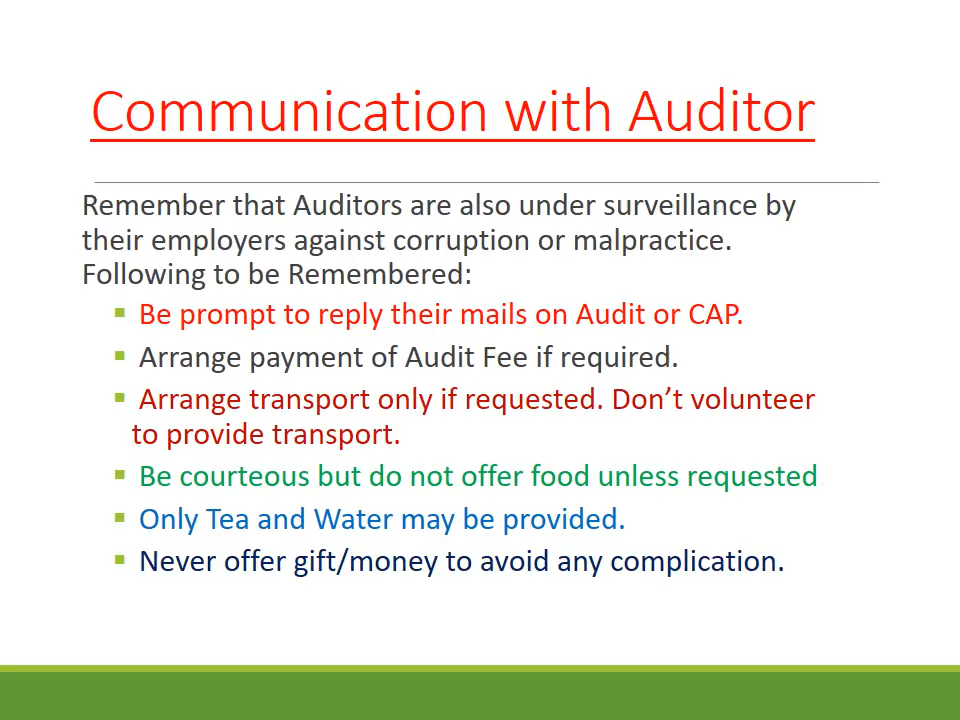 Communication with Auditor
Remember that Auditors are also under surveillance by
their employers against corruption or malpractice.
Following to be Remembered:
▪ Be prompt to reply their mails on Audit or CAP.
▪ Arrange payment of Audit Fee if required.
▪ Arrange transport only if requested. Don’t volunteer
to provide transport.
▪ Be courteous but do not offer food unless requested
▪ Only Tea and Water may be provided.
▪ Never offer gift/money to avoid any complication.